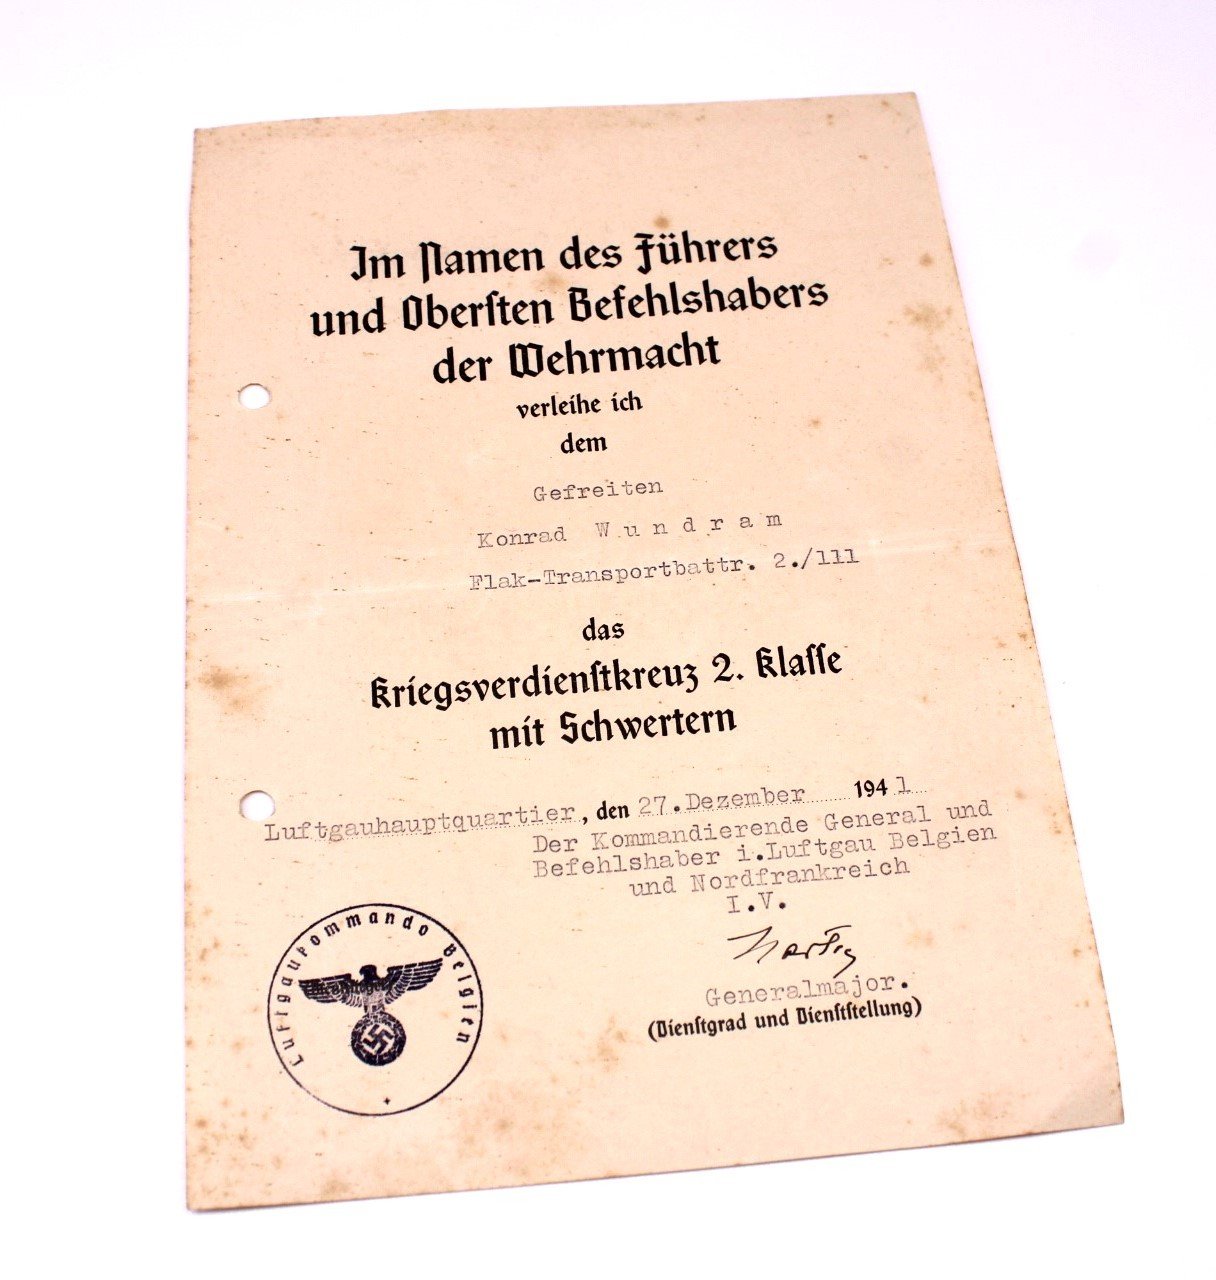 Im Namen des Führers
und Oberſten Befehlshabers
der Wehrmacht
verleihe ich
dem
Gefreiten
Konrad W u n d r a m
Flak-Transportbattr. 2./111
das
Kriegsverdienſtkreuz 2. Klaſſe
mit Schwertern
Luftgauhauptquartier, den 27.Dezember 1941
Der Kommandierende General und
Befehlshaber i.Luftgau Belgien
und Nordfrankreich
I.V.
Generalmajor.
(Dienſtgrad und Dienſtſtellung)
Luftgaukommando Belgien